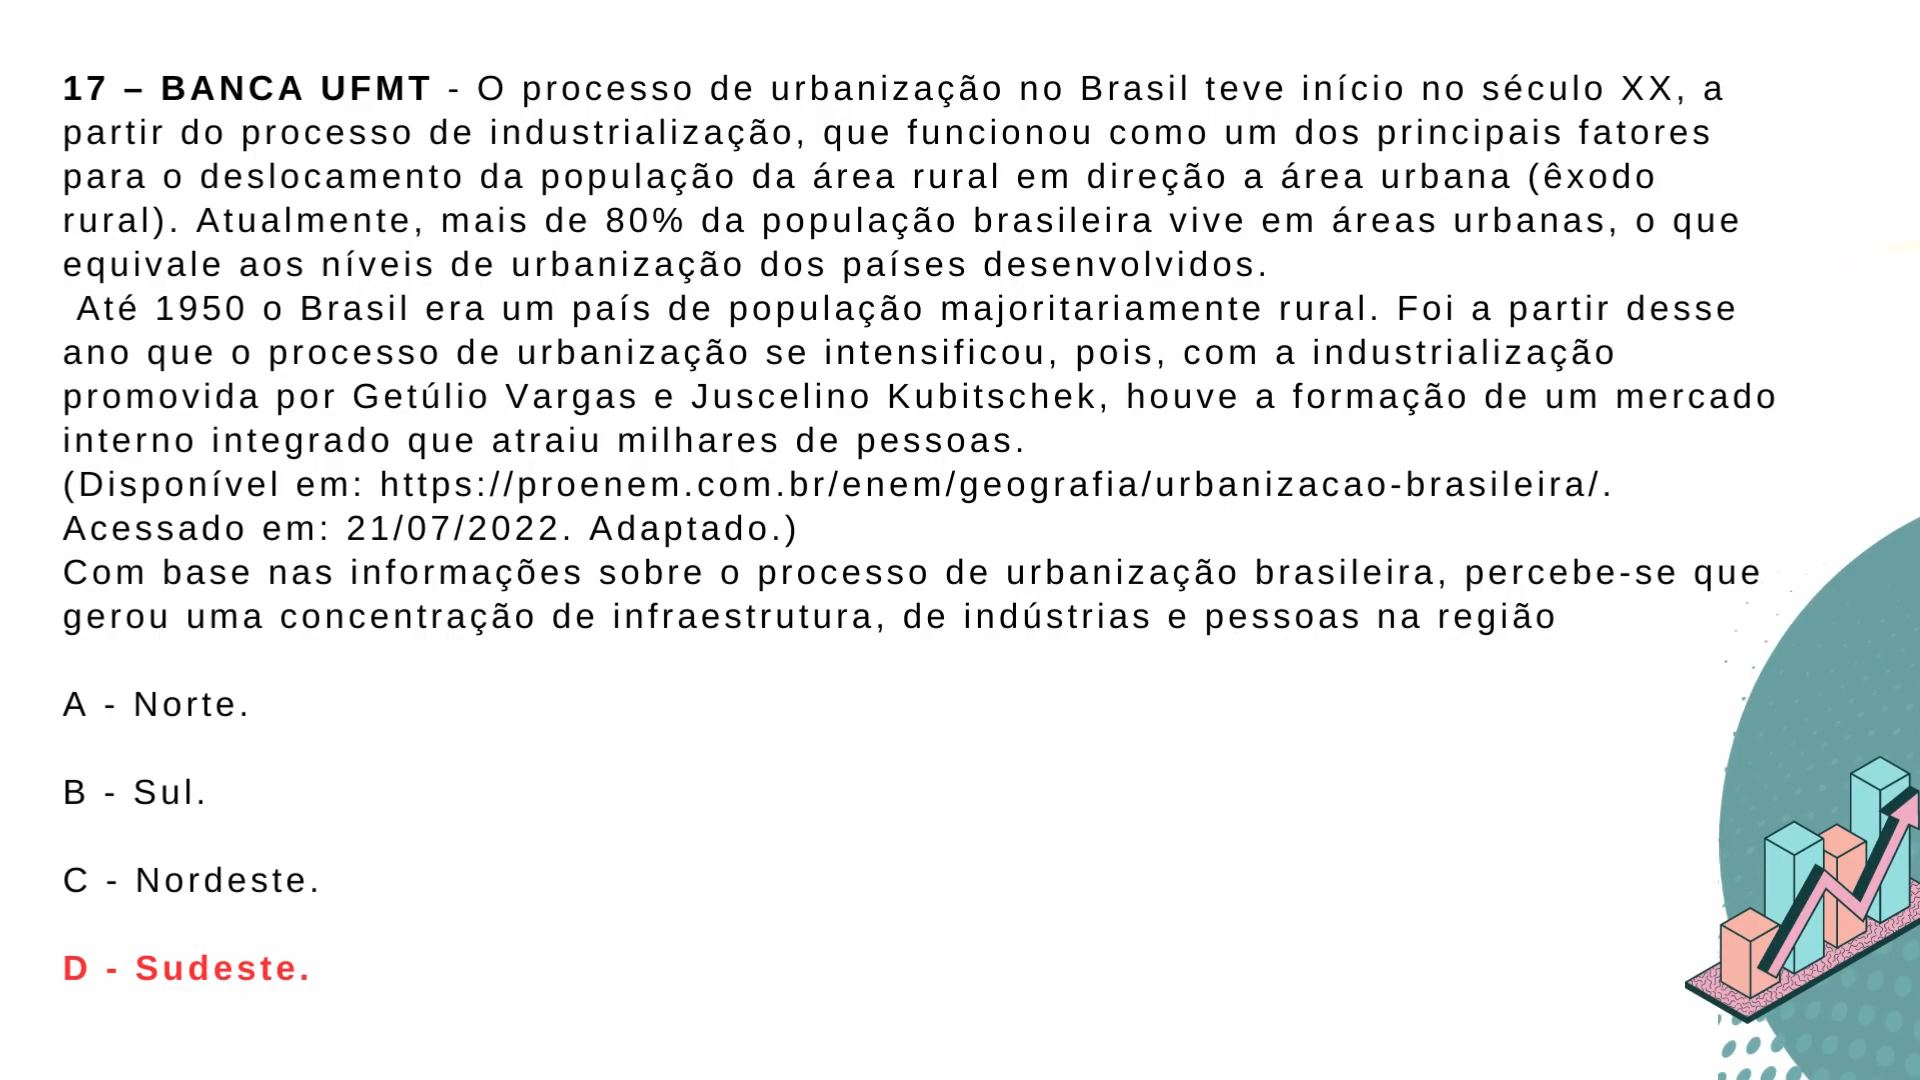 17 – BANCA UFMT - O processo de urbanização no Brasil teve início no século XX, a
partir do processo de industrialização, que funcionou como um dos principais fatores
para o deslocamento da população da área rural em direção a área urbana (êxodo
rural). Atualmente, mais de 80% da população brasileira vive em áreas urbanas, o que
equivale aos níveis de urbanização dos países desenvolvidos.
Até 1950 o Brasil era um país de população majoritariamente rural. Foi a partir desse
ano que o processo de urbanização se intensificou, pois, com a industrialização
promovida por Getúlio Vargas e Juscelino Kubitschek, houve a formação de um mercado
interno integrado que atraiu milhares de pessoas.
(Disponível em: https://proenem.com.br/enem/geografia/urbanizacao-brasileira/.
Acessado em: 21/07/2022. Adaptado.)
Com base nas informações sobre o processo de urbanização brasileira, percebe-se que
gerou uma concentração de infraestrutura, de indústrias e pessoas na região
A - Norte.
B - Sul.
C - Nordeste.
D - Sudeste.